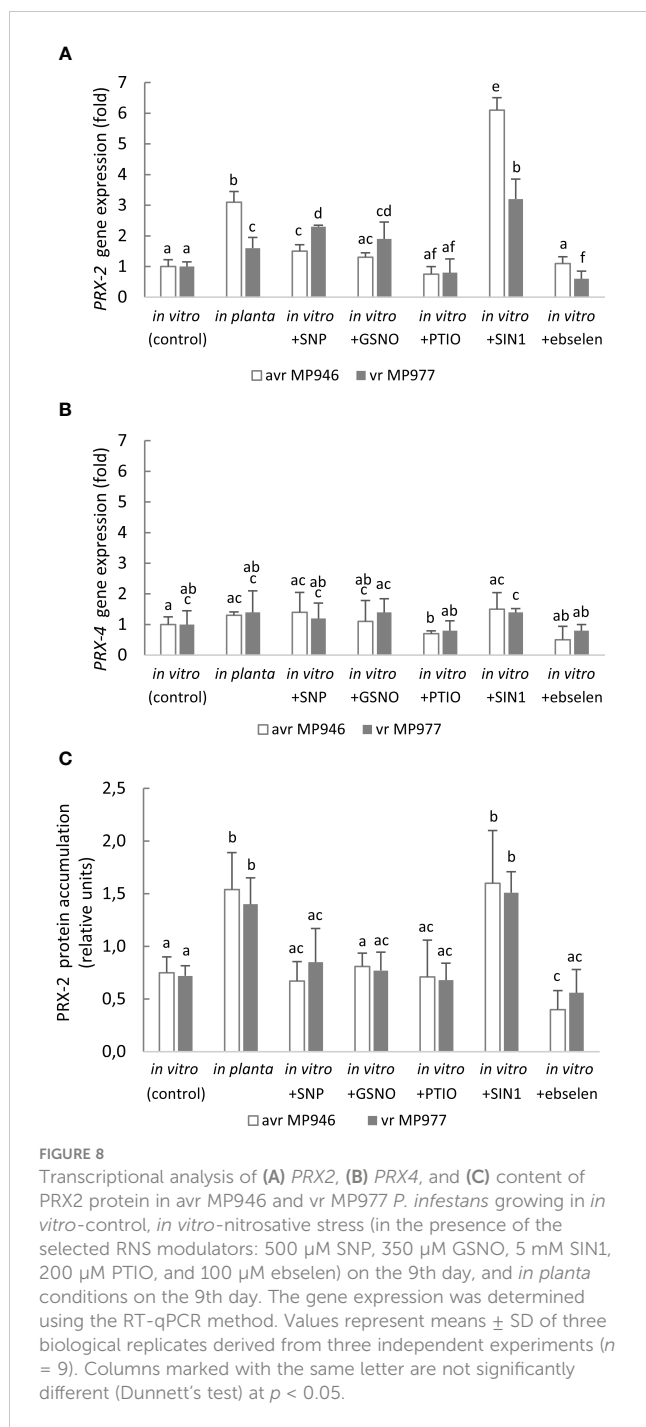 A
PRX-2 gene expression (fold)
7
6
5
4
3
2
1
0
a a b c c d ac cd af af e b a f
in vitro in planta in vitro in vitro in vitro in vitro in vitro
(control) +SNP +GSNO +PTIO +SIN1 +ebselen
avr MP946 vr MP977
B
PRX-4 gene expression (fold)
7
6
5
4
3
2
1
0
ab ab ab ab
a c ac c ac c c ac b ab ac c ab ab
in vitro in planta in vitro in vitro in vitro in vitro in vitro
(control) +SNP +GSNO +PTIO +SIN1 +ebselen
avr MP946 vr MP977
C
PRX-2 protein accumulation
(relative units)
2,5
2,0
1,5
1,0
0,5
0,0
a a b b ac ac a ac ac ac b b c ac
in vitro in planta in vitro in vitro in vitro in vitro in vitro
(control) +SNP +GSNO +PTIO +SIN1 +ebselen
avr MP946 vr MP977
FIGURE 8
Transcriptional analysis of (A) PRX2, (B) PRX4, and (C) content of
PRX2 protein in avr MP946 and vr MP977 P. infestans growing in in
vitro-control, in vitro-nitrosative stress (in the presence of the
selected RNS modulators: 500 µM SNP, 350 µM GSNO, 5 mM SIN1,
200 µM PTIO, and 100 µM ebselen) on the 9th day, and in planta
conditions on the 9th day. The gene expression was determined
using the RT-qPCR method. Values represent means ± SD of three
biological replicates derived from three independent experiments (n
= 9). Columns marked with the same letter are not significantly
different (Dunnett's test) at p < 0.05.